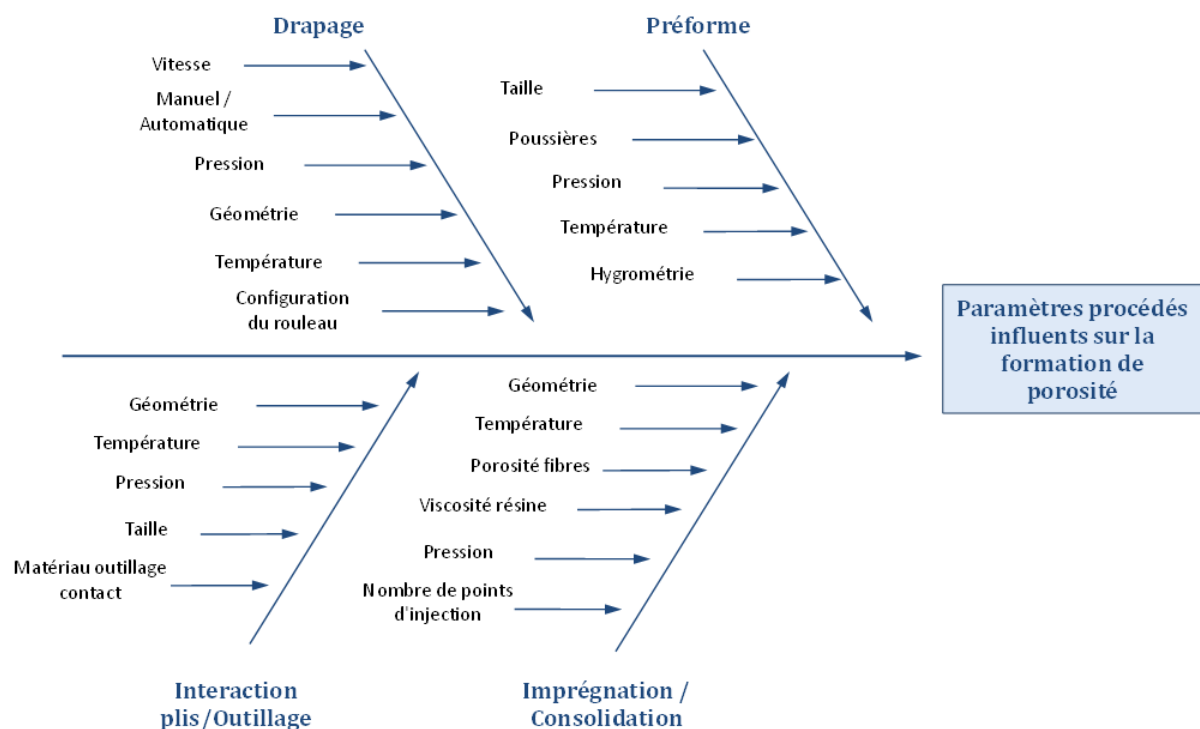 Drapage
Vitesse
Manuel /
Automatique
Pression
Géométrie
Température
Configuration
du rouleau
Préforme
Taille
Poussières
Pression
Température
Hygrométrie
Paramètres procédés
influents sur la
formation de
porosité
Géométrie
Température
Pression
Taille
Matériau outillage
contact
Interaction
plis/Outillage
Géométrie
Température
Porosité fibres
Viscosité résine
Pression
Nombre de points
d'injection
Imprégnation /
Consolidation